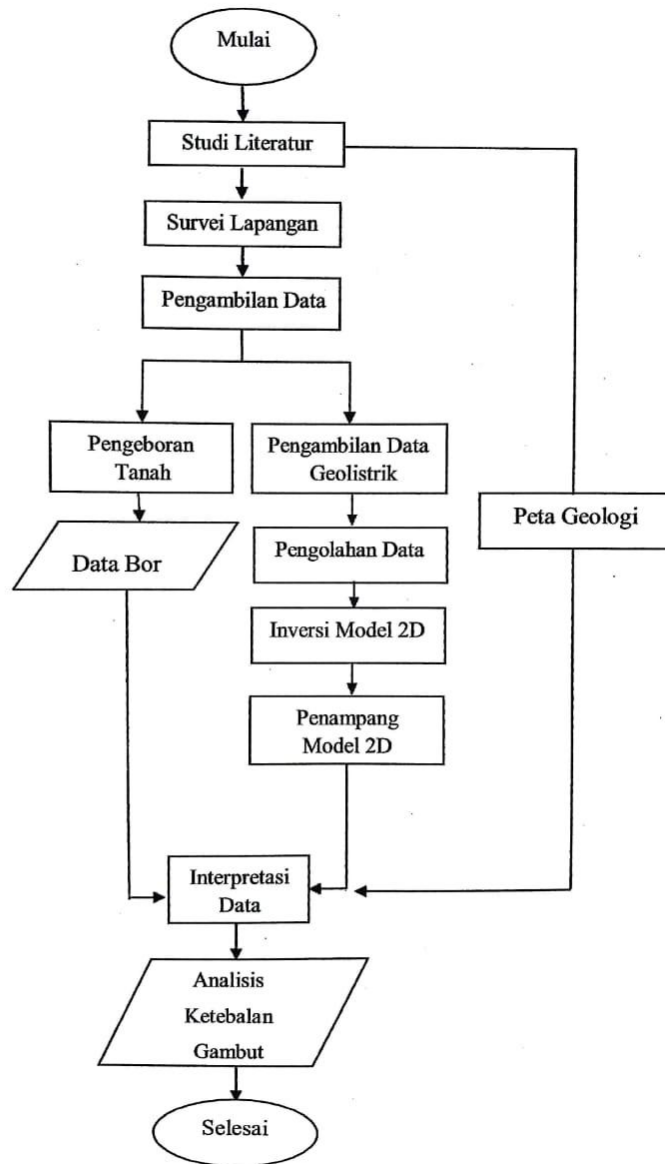 Mulai
Studi Literatur
Survei Lapangan
Pengambilan Data
Pengeboran
Tanah
Pengambilan Data
Geolistrik
Peta Geologi
Data Bor
Pengolahan Data
Inversi Model 2D
Penampang
Model 2D
Interpretasi
Data
Analisis
Ketebalan
Gambut
Selesai